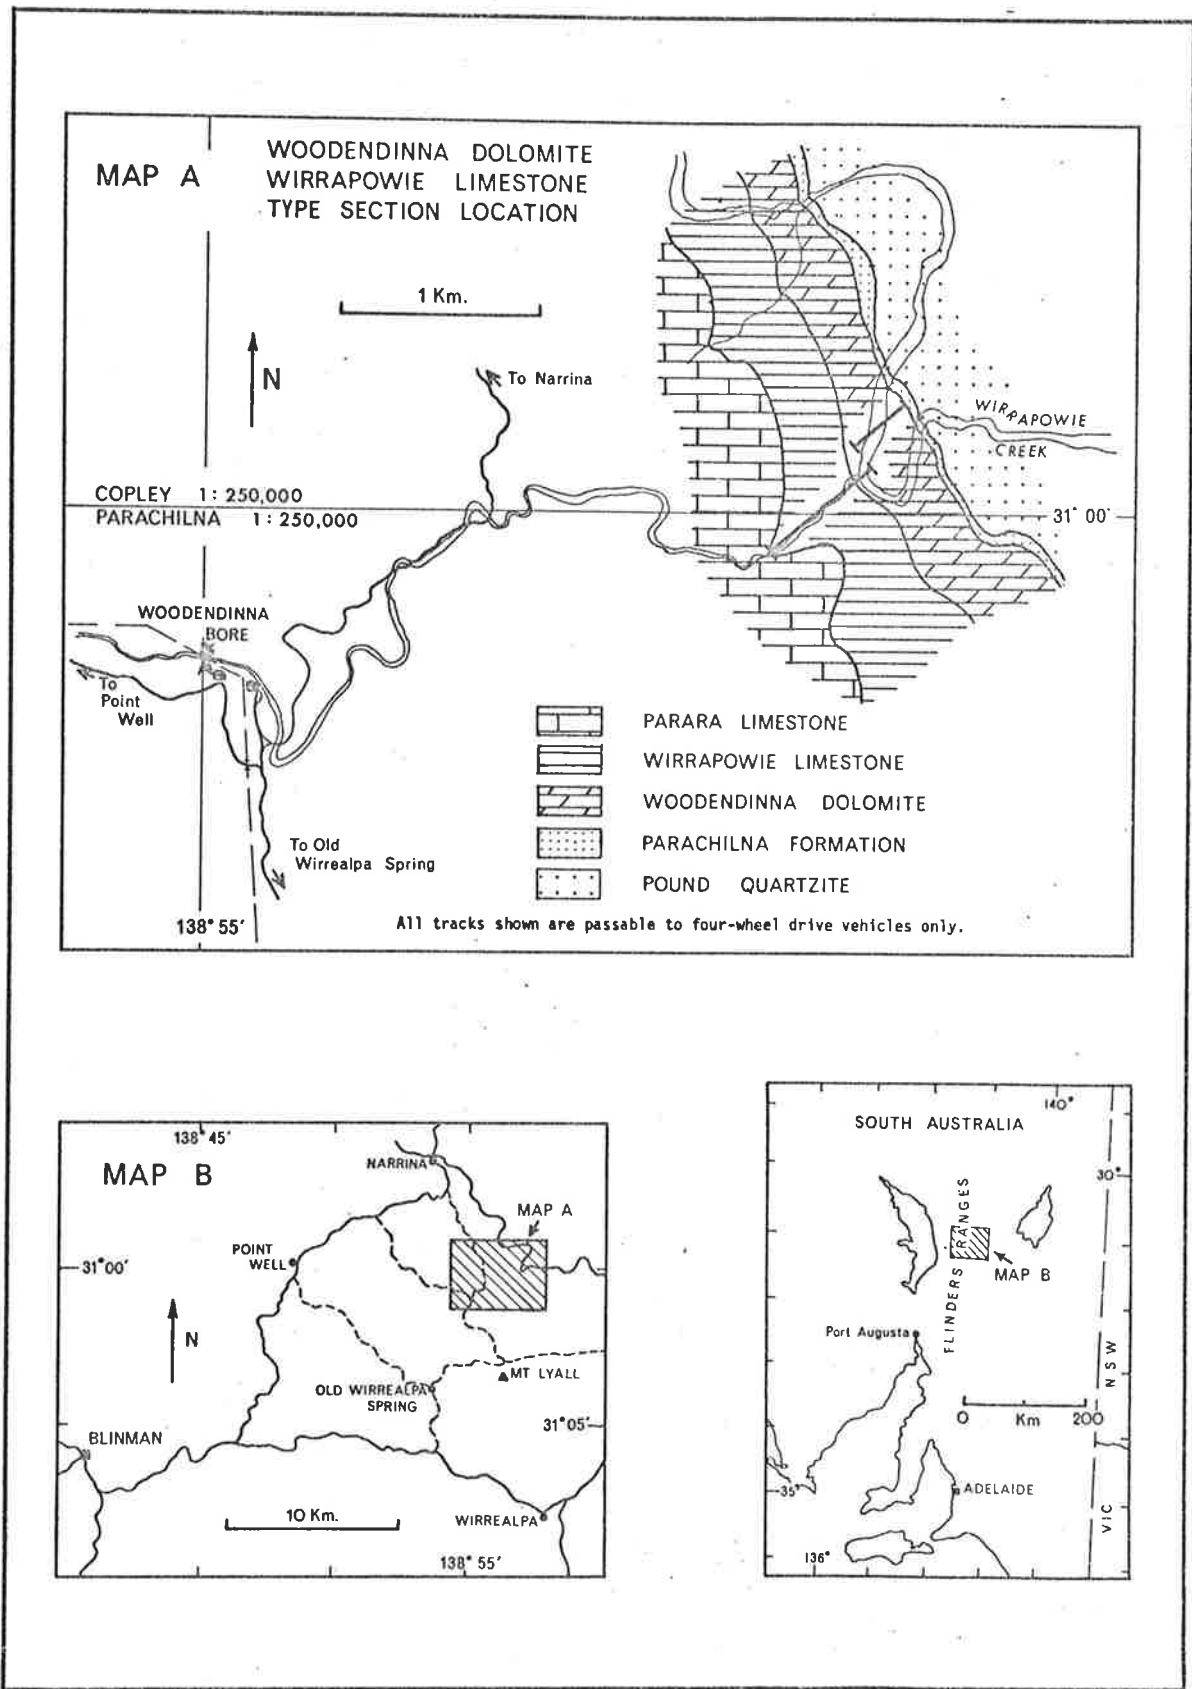 MAP A
WOODENDINNA DOLOMITE
WIRRAPOWIE LIMESTONE
TYPE SECTION LOCATION
1 Km.
N
To Narrina
WIRRAPOWIE
CREEK
COPLEY 1: 250,000
PARACHILNA 1: 250,000
31° 00'
WOODENDINNA
BORE
To
Point
Well
PARARA LIMESTONE
WIRRAPOWIE LIMESTONE
WOODENDINNA DOLOMITE
PARACHILNA FORMATION
POUND QUARTZITE
To Old
Wirrealpa Spring
138° 55'
All tracks shown are passable to four-wheel drive vehicles only.
138° 45'
MAP B
NARRINA
MAP A
POINT
WELL
31° 00'
N
MT LYALL
OLD WIRREALPA
SPRING
31° 05'
BLINMAN
10 Km.
WIRREALPA
138° 55'
140°
SOUTH AUSTRALIA
30°
FLINDERS RANGES
MAP B
Port Augusta
NSW
0 Km 200
35°
ADELAIDE
VIC
136°